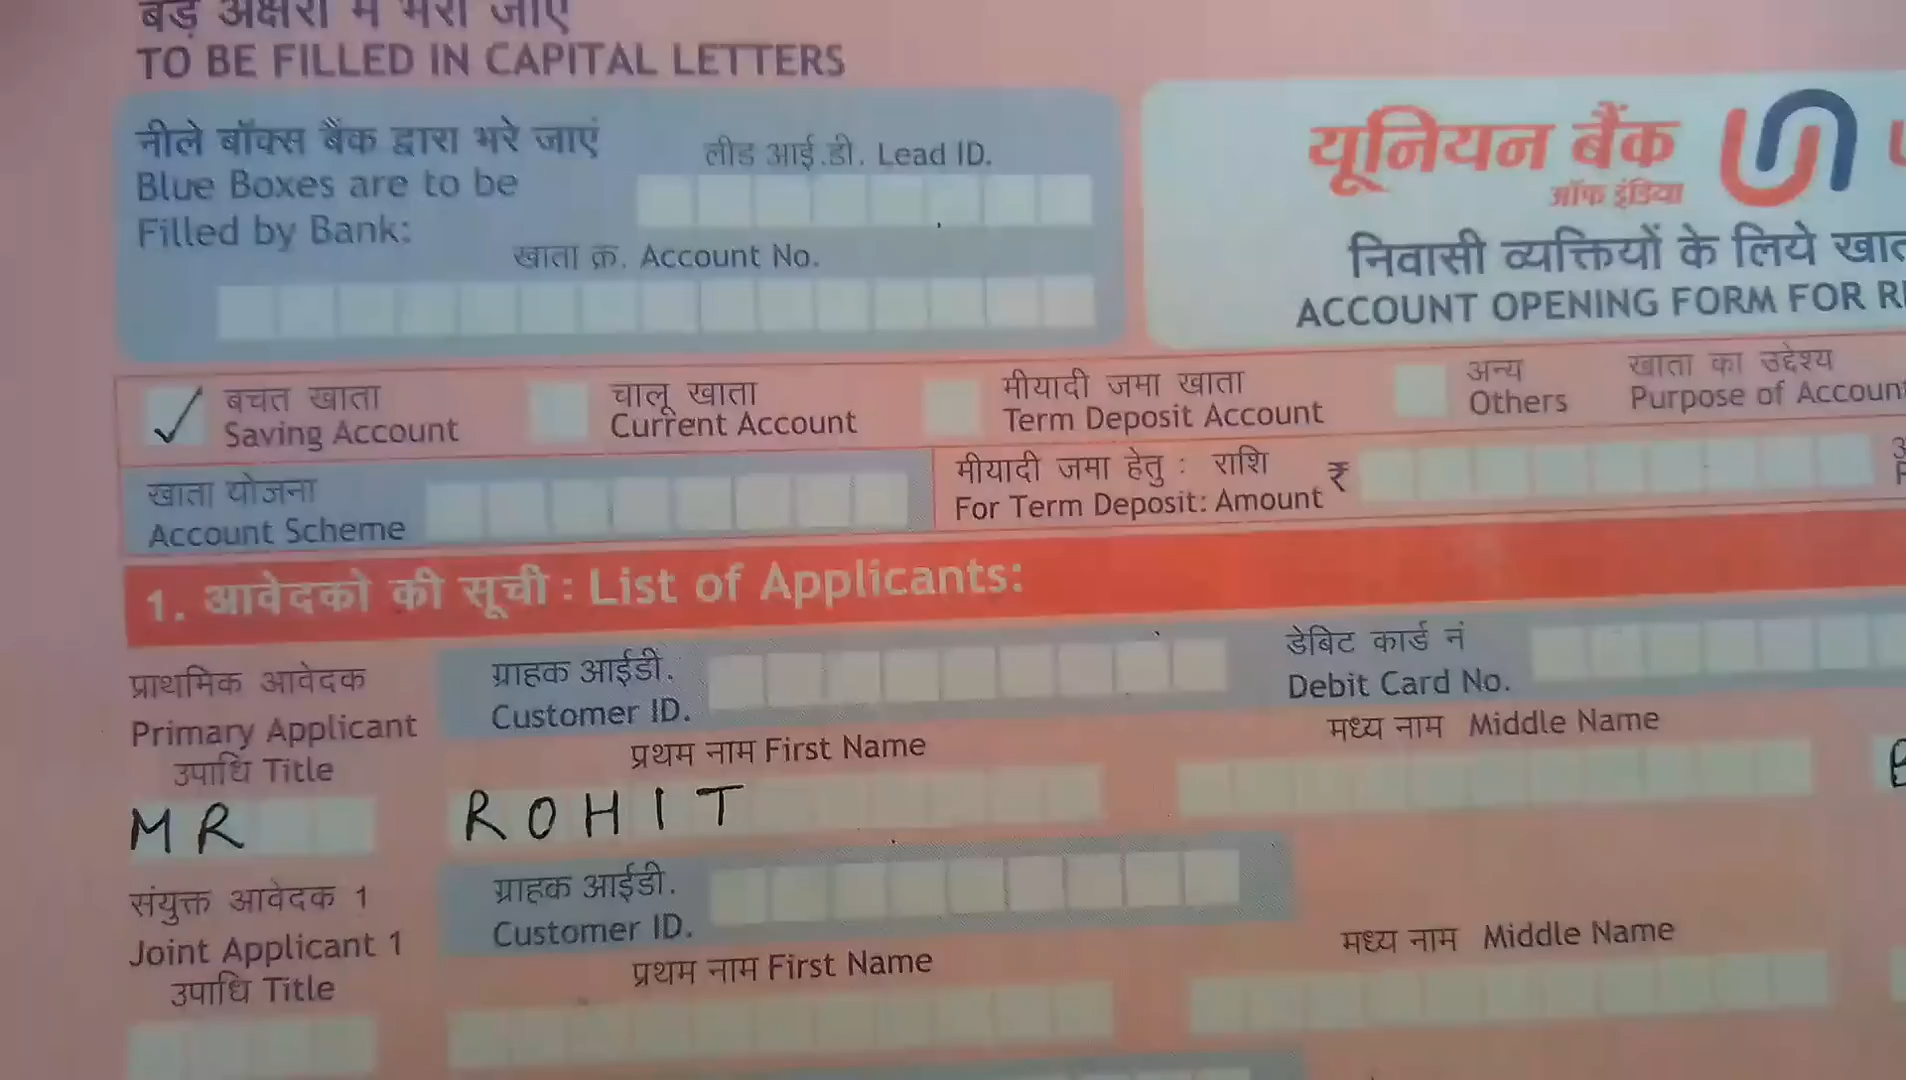 बड़े अक्षरों में भरा जाए
TO BE FILLED IN CAPITAL LETTERS
नीले बॉक्स बैंक द्वारा भरे जाएं
Blue Boxes are to be
Filled by Bank:
लीड आई.डी. Lead ID.
खाता क्र. Account No.
यूनियन बैंक
ऑफ इंडिया
निवासी व्यक्तियों के लिये
ACCOUNT OPENING FORM FOR
बचत खाता
Saving Account
चालू खाता
Current Account
मीयादी जमा खाता
Term Deposit Account
अन्य
Others
खाता का उद्देश्य
Purpose of Account
खाता योजना
Account Scheme
मीयादी जमा हेतु : राशि ₹
For Term Deposit: Amount
1. आवेदको की सूची : List of Applicants:
प्राथमिक आवेदक
Primary Applicant
ग्राहक आईडी.
Customer ID.
डेबिट कार्ड नं
Debit Card No.
उपाधि Title
प्रथम नाम First Name
मध्य नाम Middle Name
MR ROHIT
संयुक्त आवेदक 1
Joint Applicant 1
ग्राहक आईडी.
Customer ID.
उपाधि Title
प्रथम नाम First Name
मध्य नाम Middle Name